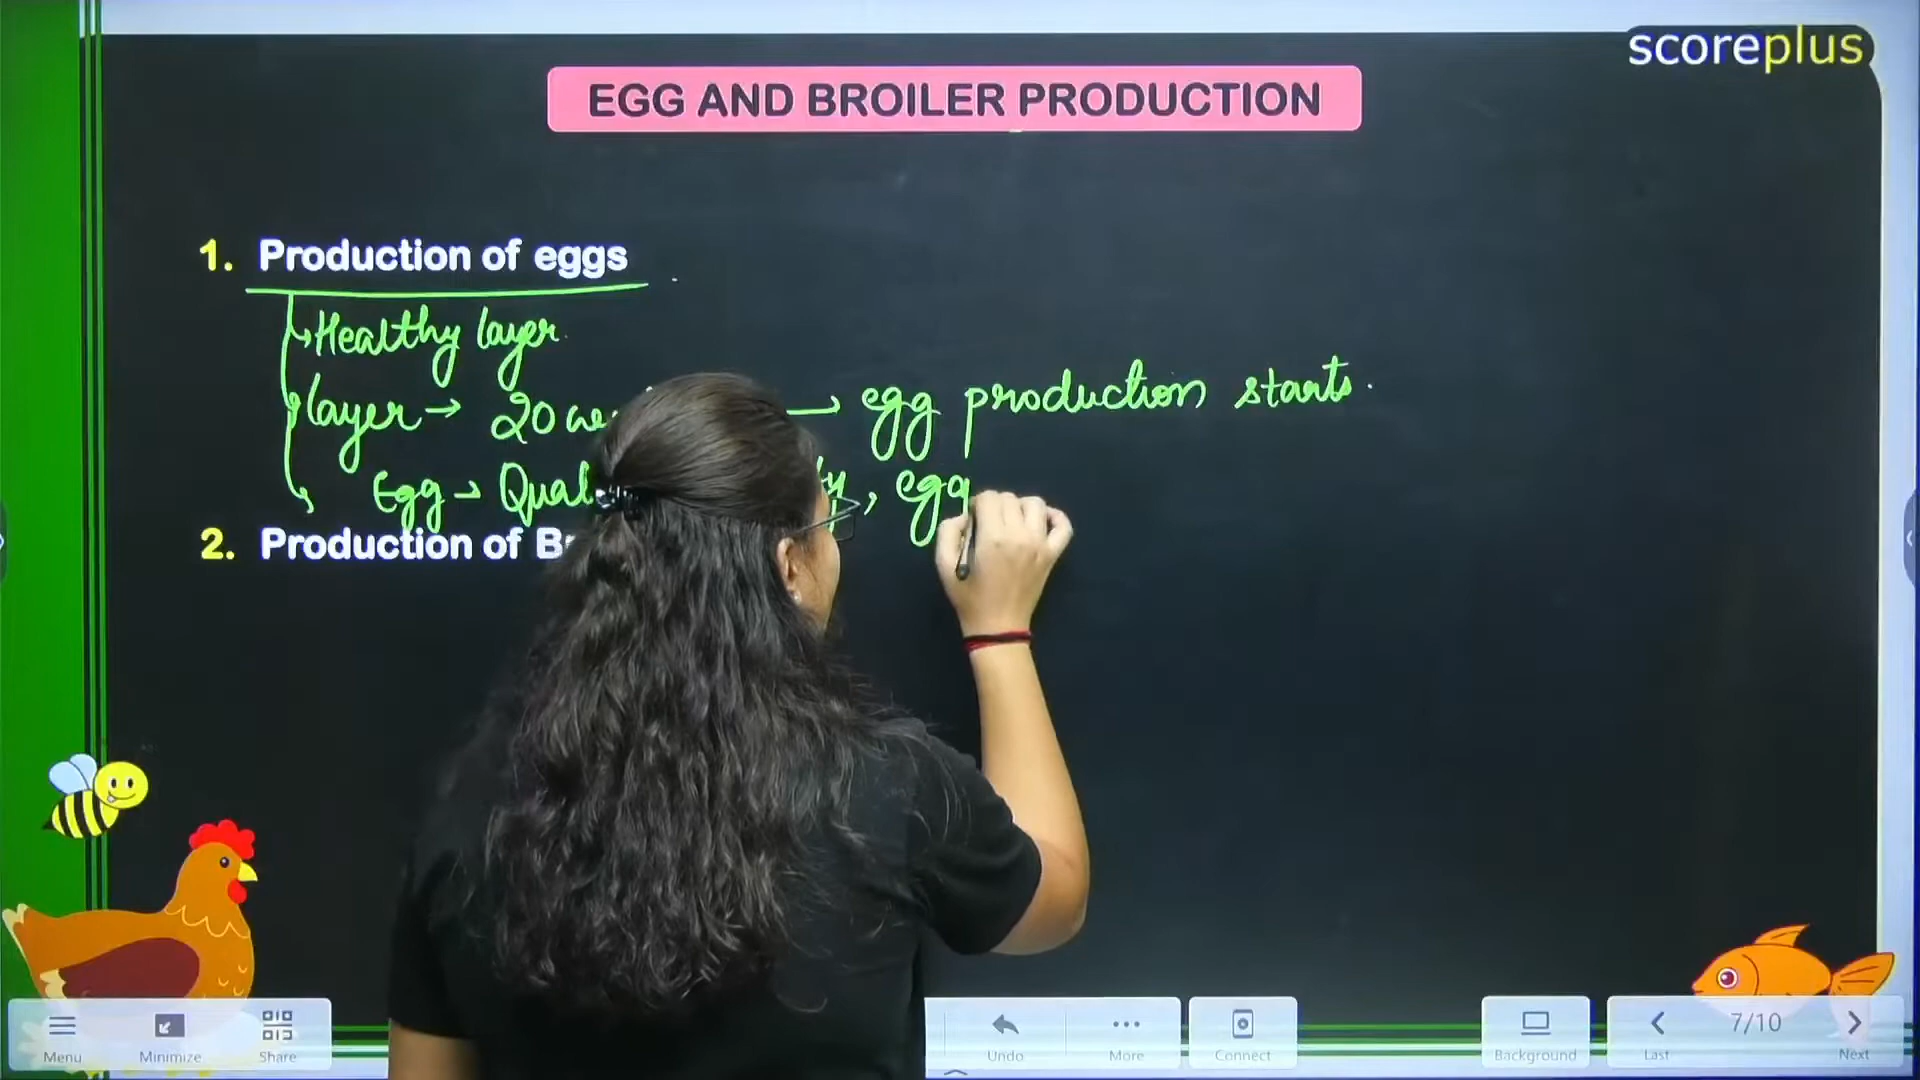 scoreplus
EGG AND BROILER PRODUCTION
1. Production of eggs
Healthy layer
layer → 20 → egg production starts.
Egg → , egg
2. Production of
Menu
Minimize
Share
Undo
More
Connect
Background
Last
7/10
Next